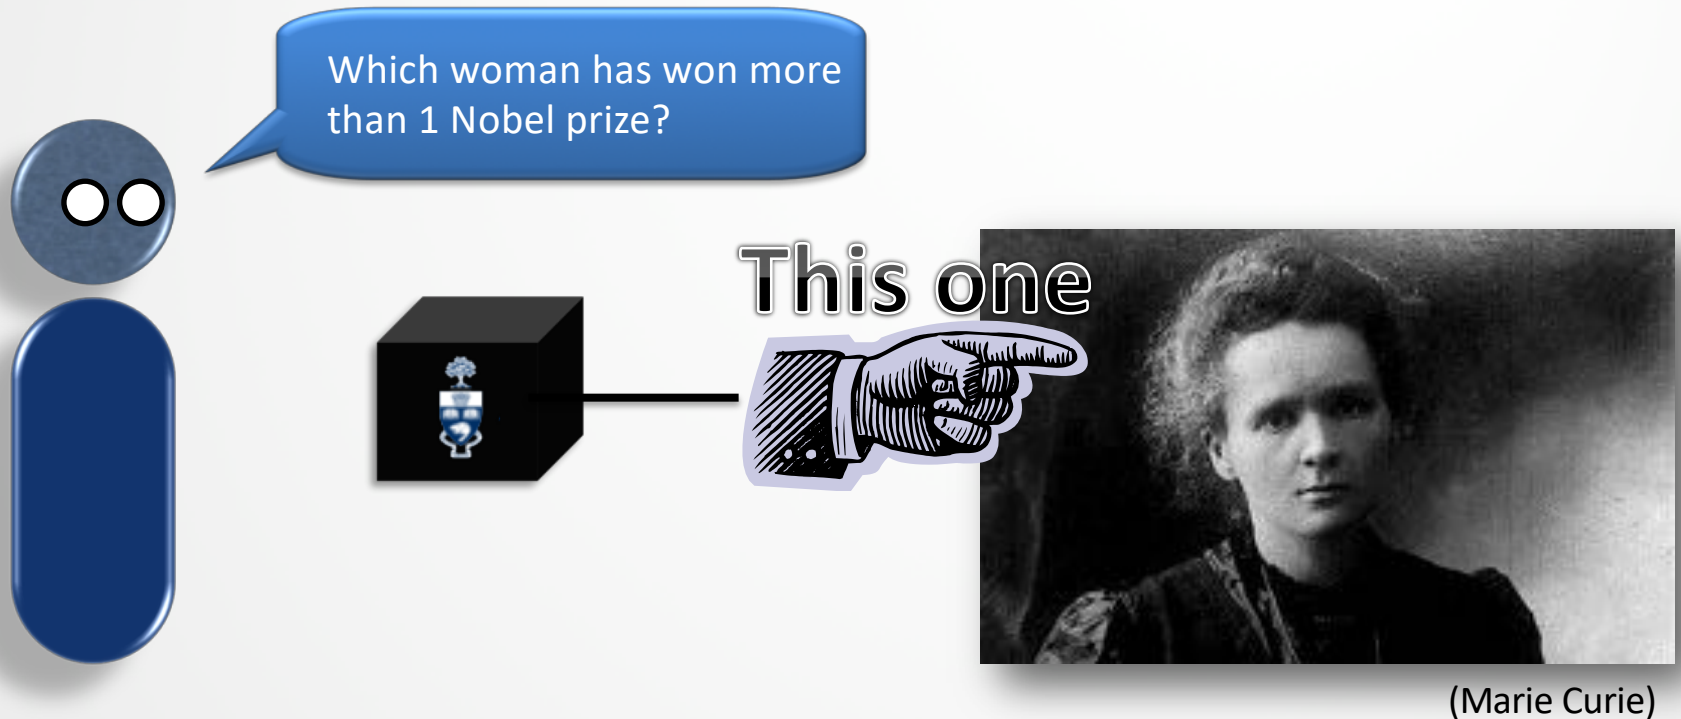 Which woman has won more
than 1 Nobel prize?
This one
(Marie Curie)